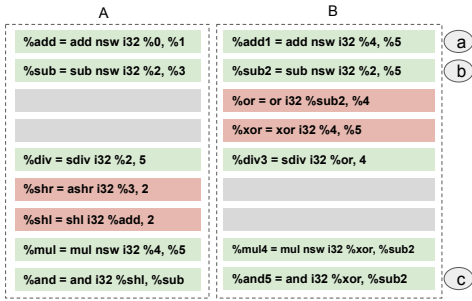 A B
%add = add nsw i32 %0, %1 %add1 = add nsw i32 %4, %5 a
%sub = sub nsw i32 %2, %3 %sub2 = sub nsw i32 %2, %5 b
%or = or i32 %sub2, %4
%xor = xor i32 %4, %5
%div = sdiv i32 %2, 5 %div3 = sdiv i32 %or, 4
%shr = ashr i32 %3, 2
%shl = shl i32 %add, 2
%mul = mul nsw i32 %4, %5 %mul4 = mul nsw i32 %xor, %sub2
%and = and i32 %shl, %sub %and5 = and i32 %xor, %sub2 c